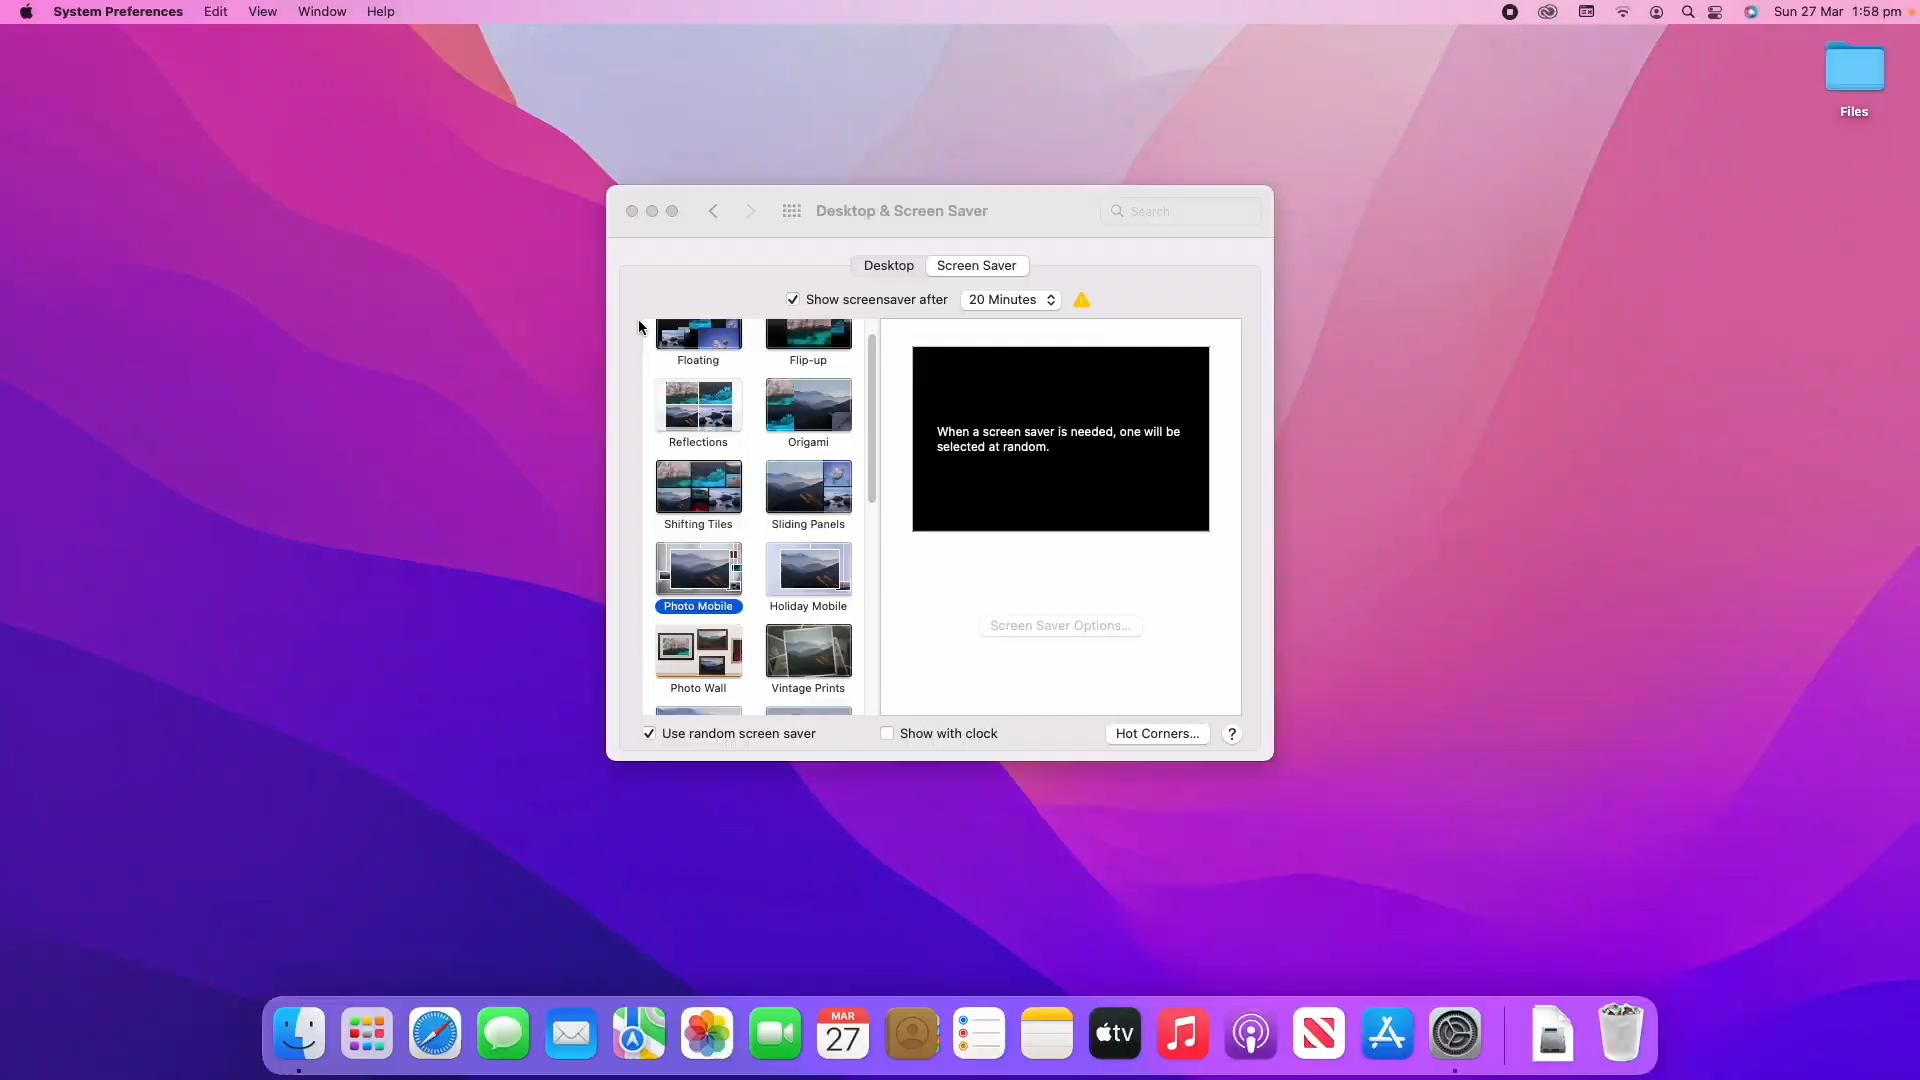 System Preferences Edit View Window Help
Sun 27 Mar 1:58 pm
Files
Desktop & Screen Saver
Search
Desktop Screen Saver
Show screensaver after 20 Minutes
Floating Flip-up
Reflections Origami
Shifting Tiles Sliding Panels
Photo Mobile Holiday Mobile
Photo Wall Vintage Prints
When a screen saver is needed, one will be
selected at random.
Screen Saver Options...
Use random screen saver
Show with clock
Hot Corners...
?
MAR
27
tv